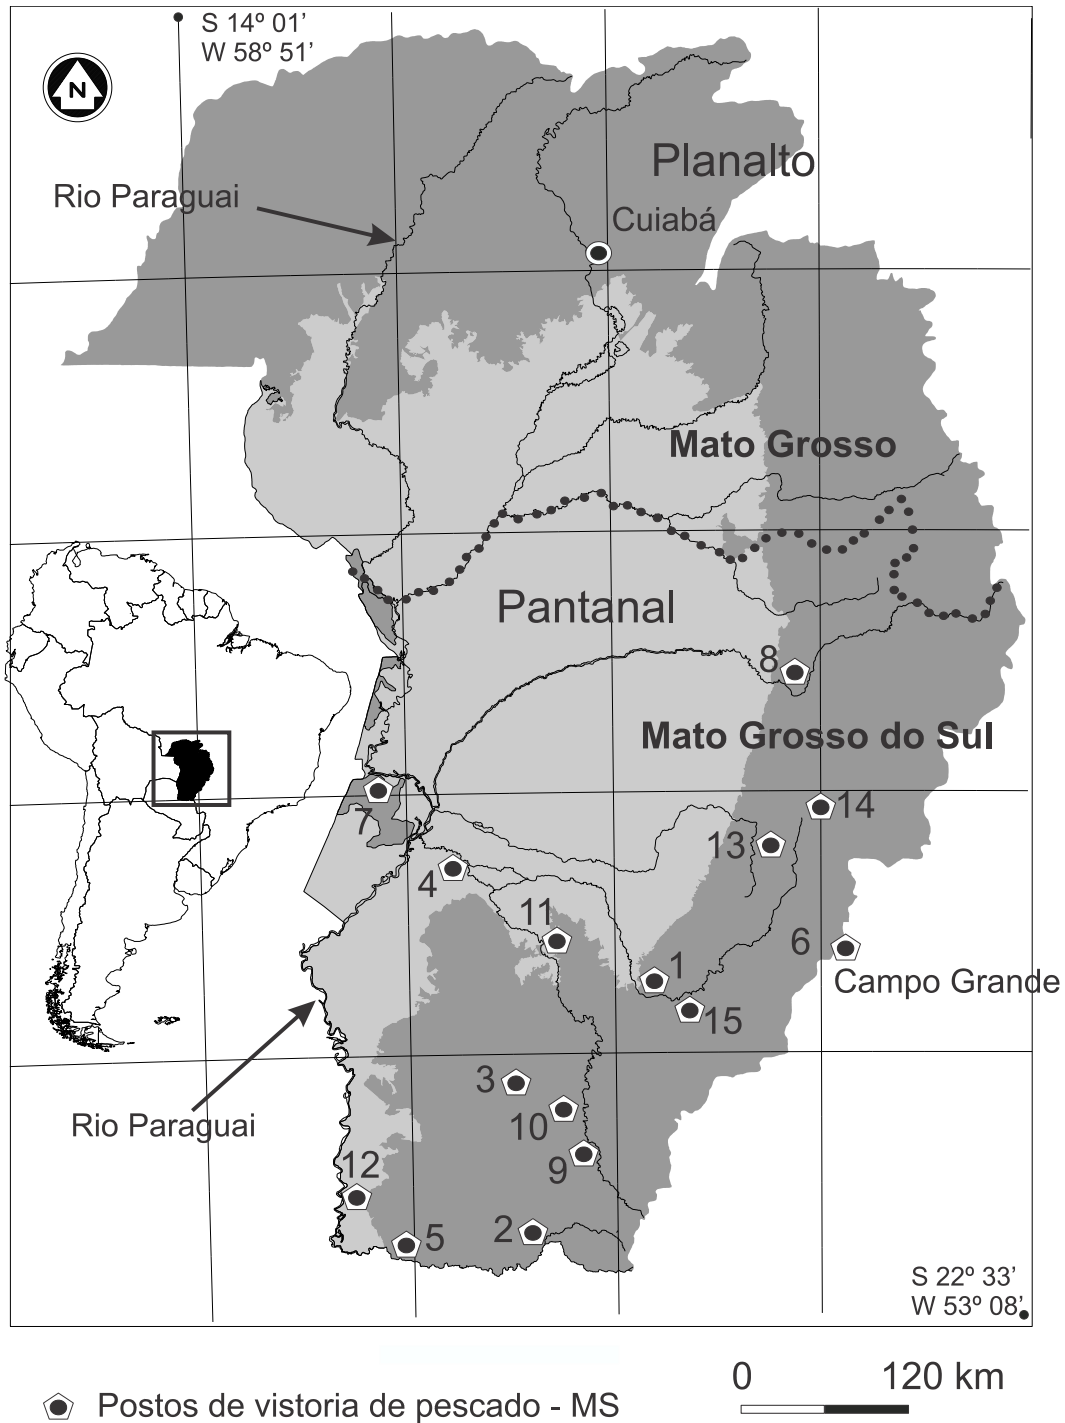 S 14º 01’
W 58º 51’
N
Planalto
Rio Paraguai
Cuiabá
Mato Grosso
Pantanal
8
Mato Grosso do Sul
7
14
13
4
11
6
1
Campo Grande
15
3
10
Rio Paraguai
9
12
2
5
S 22º 33’
W 53º 08’
0 120 km
Postos de vistoria de pescado - MS